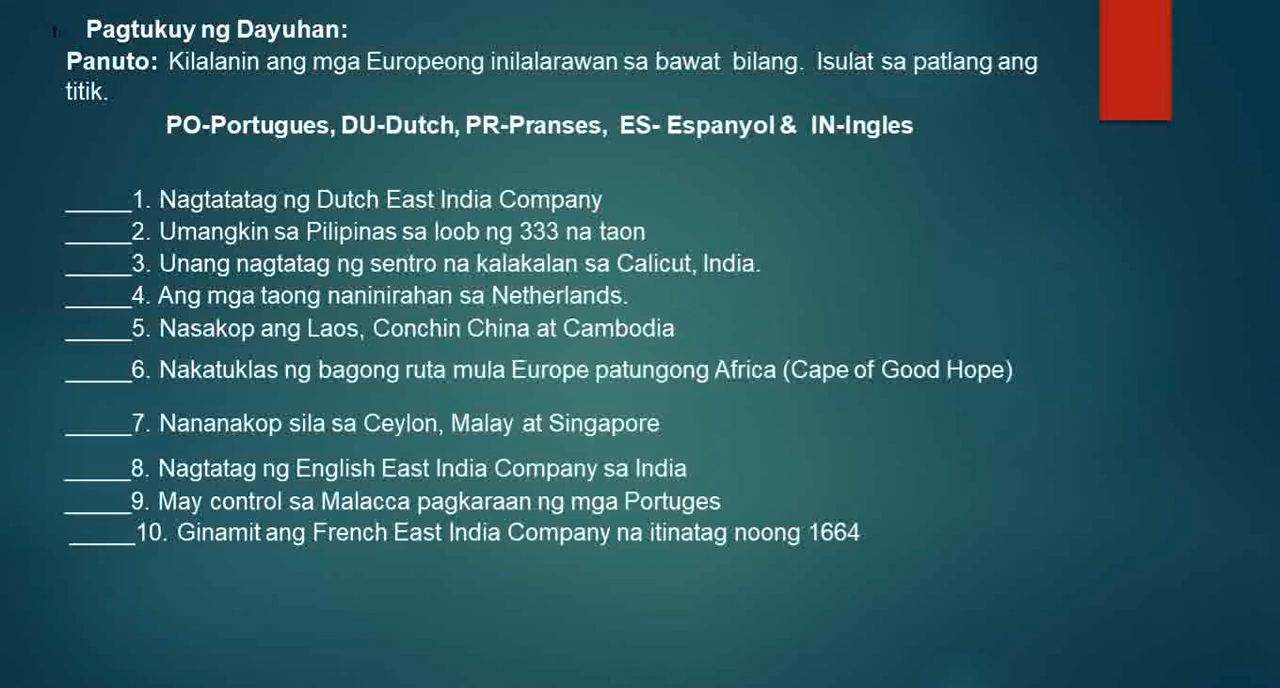 1. Pagtukuy ng Dayuhan:
Panuto: Kilalanin ang mga Europeong inilalarawan sa bawat bilang. Isulat sa patlang ang
titik.
PO-Portugues, DU-Dutch, PR-Pranses, ES- Espanyol & IN-Ingles
_____1. Nagtatatag ng Dutch East India Company
_____2. Umangkin sa Pilipinas sa loob ng 333 na taon
_____3. Unang nagtatag ng sentro na kalakalan sa Calicut, India.
_____4. Ang mga taong naninirahan sa Netherlands.
_____5. Nasakop ang Laos, Conchin China at Cambodia
_____6. Nakatuklas ng bagong ruta mula Europe patungong Africa (Cape of Good Hope)
_____7. Nananakop sila sa Ceylon, Malay at Singapore
_____8. Nagtatag ng English East India Company sa India
_____9. May control sa Malacca pagkaraan ng mga Portuges
_____10. Ginamit ang French East India Company na itinatag noong 1664